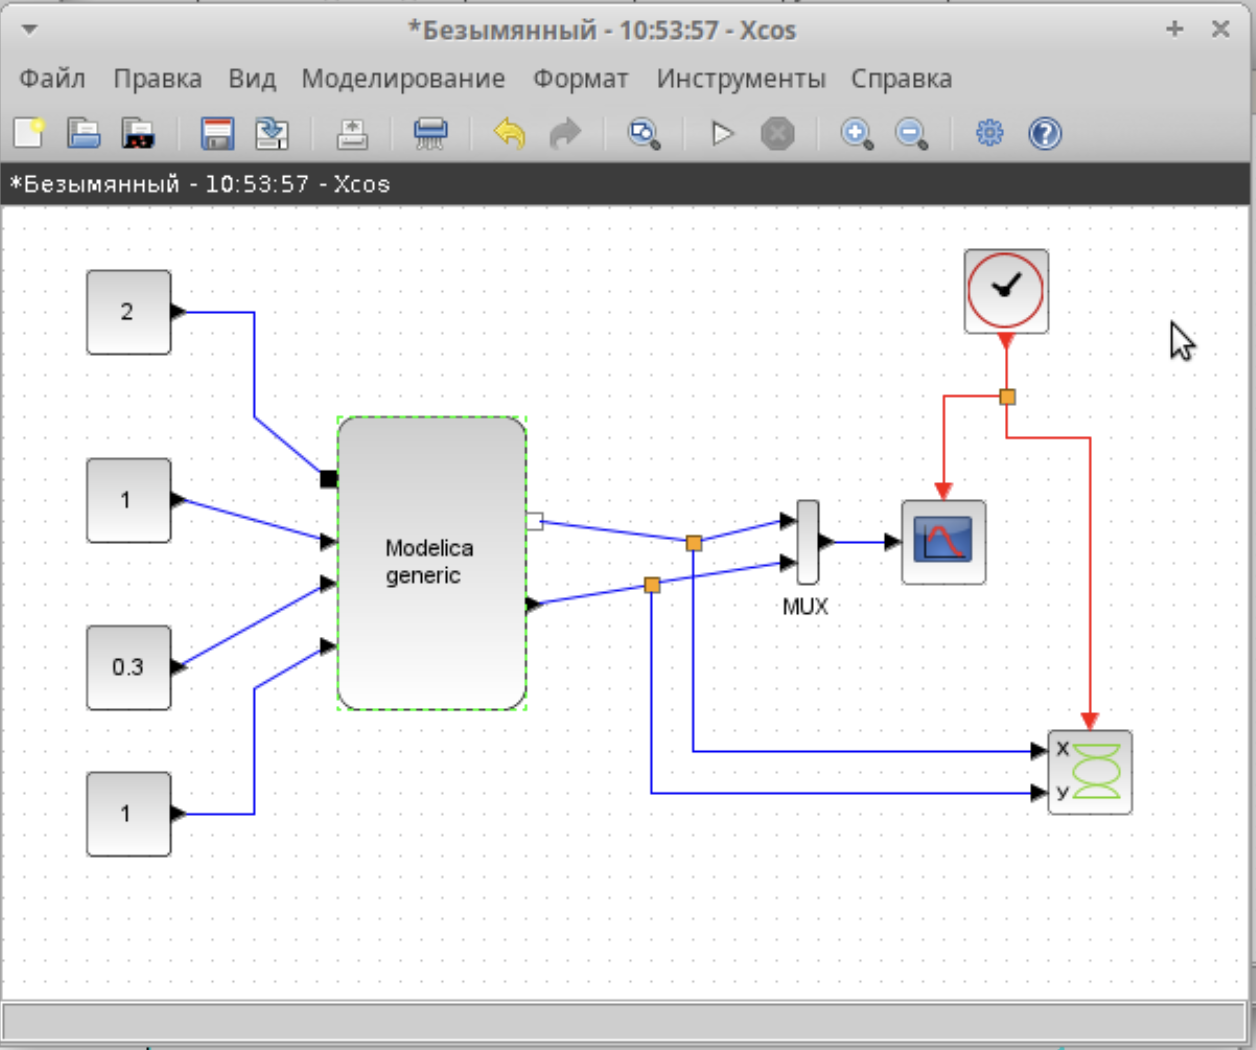 *Безымянный - 10:53:57 - Xcos
Файл Правка Вид Моделирование Формат Инструменты Справка
*Безымянный - 10:53:57 - Xcos
2
1
0.3
1
Modelica
generic
MUX
X
y